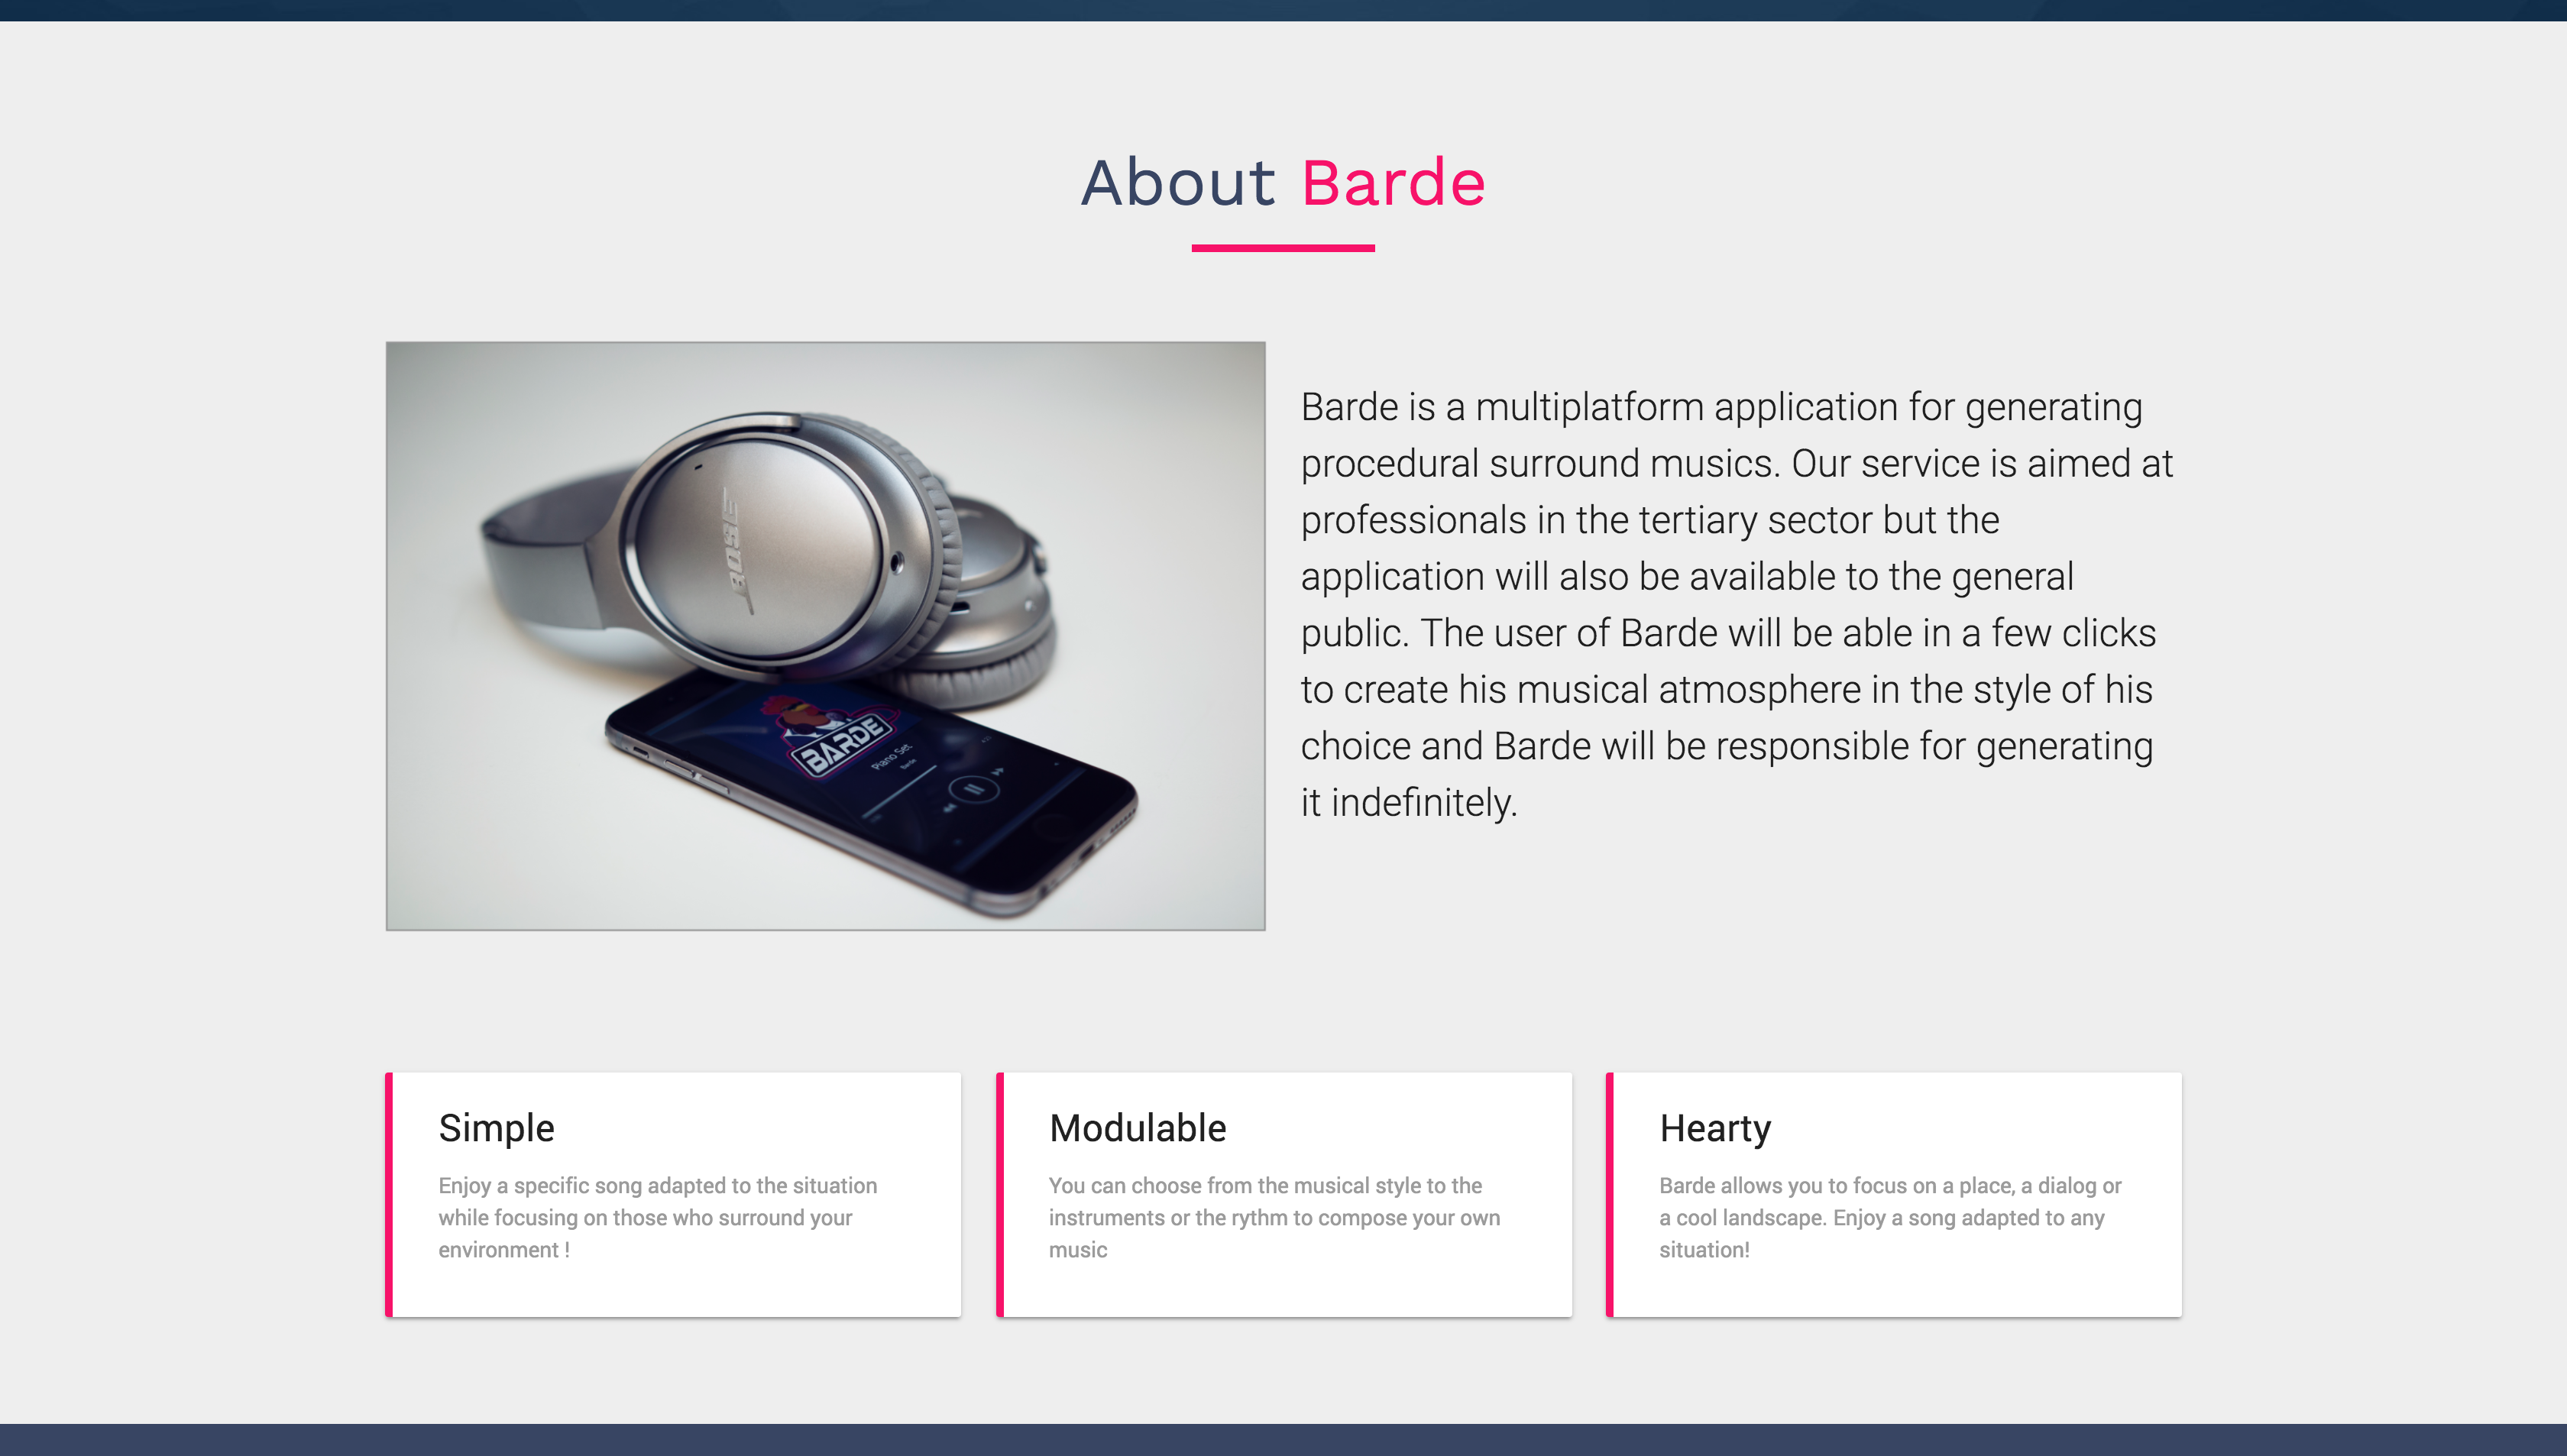 About Barde
BOSE
BARDE
Piano Set
Barde
Barde is a multiplatform application for generating
procedural surround musics. Our service is aimed at
professionals in the tertiary sector but the
application will also be available to the general
public. The user of Barde will be able in a few clicks
to create his musical atmosphere in the style of his
choice and Barde will be responsible for generating
it indefinitely.
Simple
Enjoy a specific song adapted to the situation
while focusing on those who surround your
environment !
Modulable
You can choose from the musical style to the
instruments or the rythm to compose your own
music
Hearty
Barde allows you to focus on a place, a dialog or
a cool landscape. Enjoy a song adapted to any
situation!